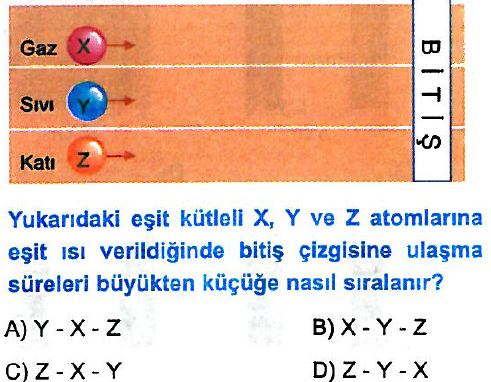 Gaz X
Sıvı Y
Katı Z
BİTİŞ
Yukarıdaki eşit kütleli X, Y ve Z atomlarına
eşit ısı verildiğinde bitiş çizgisine ulaşma
süreleri büyükten küçüğe nasıl sıralanır?
A) Y - X - Z
B) X - Y - Z
C) Z - X - Y
D) Z - Y - X